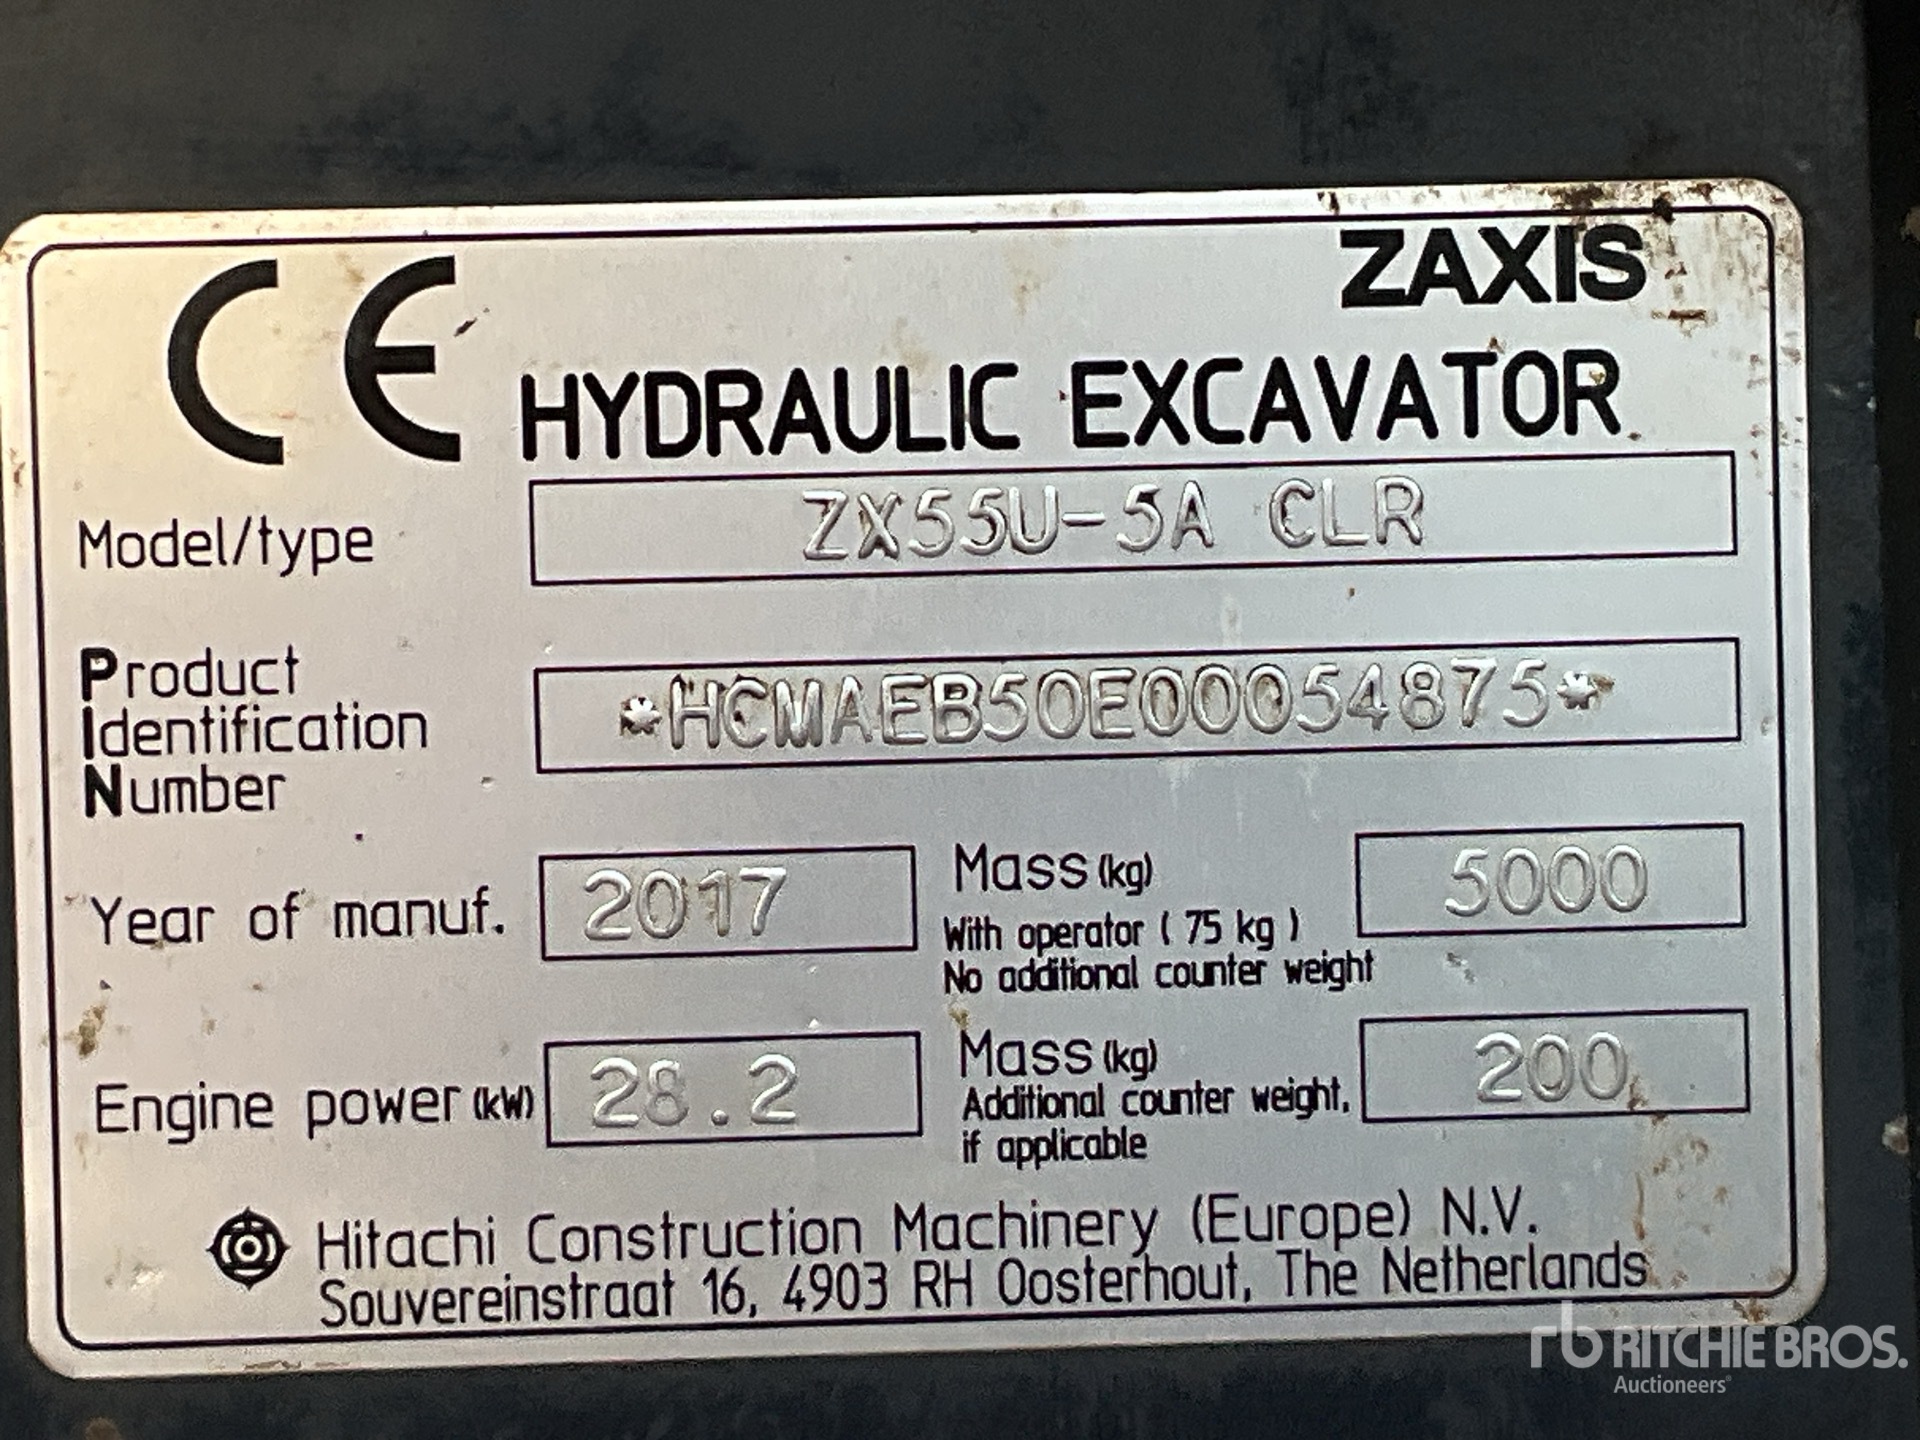 CE
ZAXIS
HYDRAULIC EXCAVATOR
Model/type ZX55U-5A CLR
Product
Identification
Number
*HCMAEB50E00054875*
Year of manuf. 2017
Mass (kg) 5000
With operator (75 kg)
No additional counter weight
Engine power (kW) 28.2
Mass (kg) 200
Additional counter weight,
if applicable
Hitachi Construction Machinery (Europe) N.V.
Souvereinstraat 16, 4903 RH Oosterhout, The Netherlands
rb RITCHIE BROS.
Auctioneers